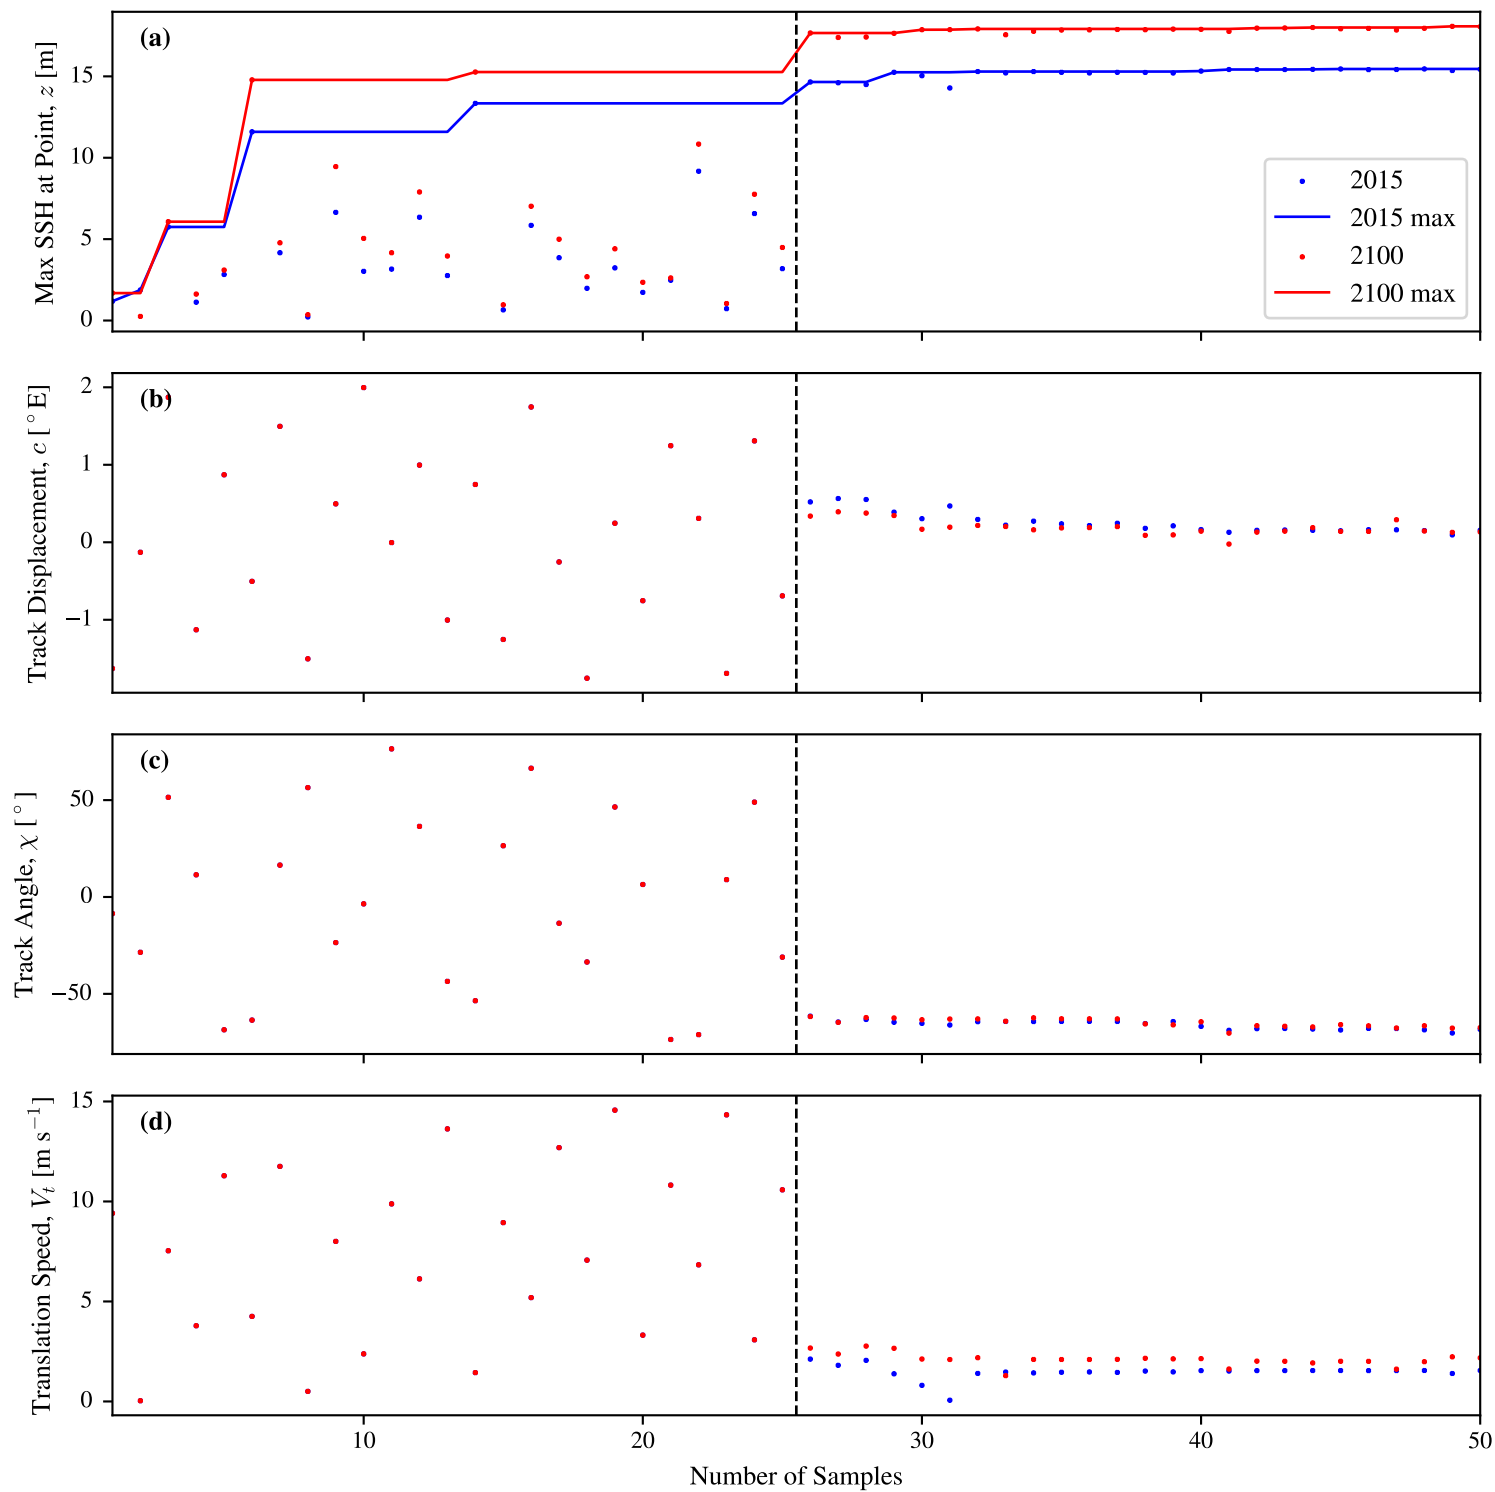 (a)
Max SSH at Point, z [m]
15
10
5
0
2015
2015 max
2100
2100 max
(b)
Track Displacement, c [°E]
2
1
0
−1
(c)
Track Angle, χ [°]
50
0
−50
(d)
Translation Speed, Vₜ [m s⁻¹]
15
10
5
0
10 20 30 40 50
Number of Samples